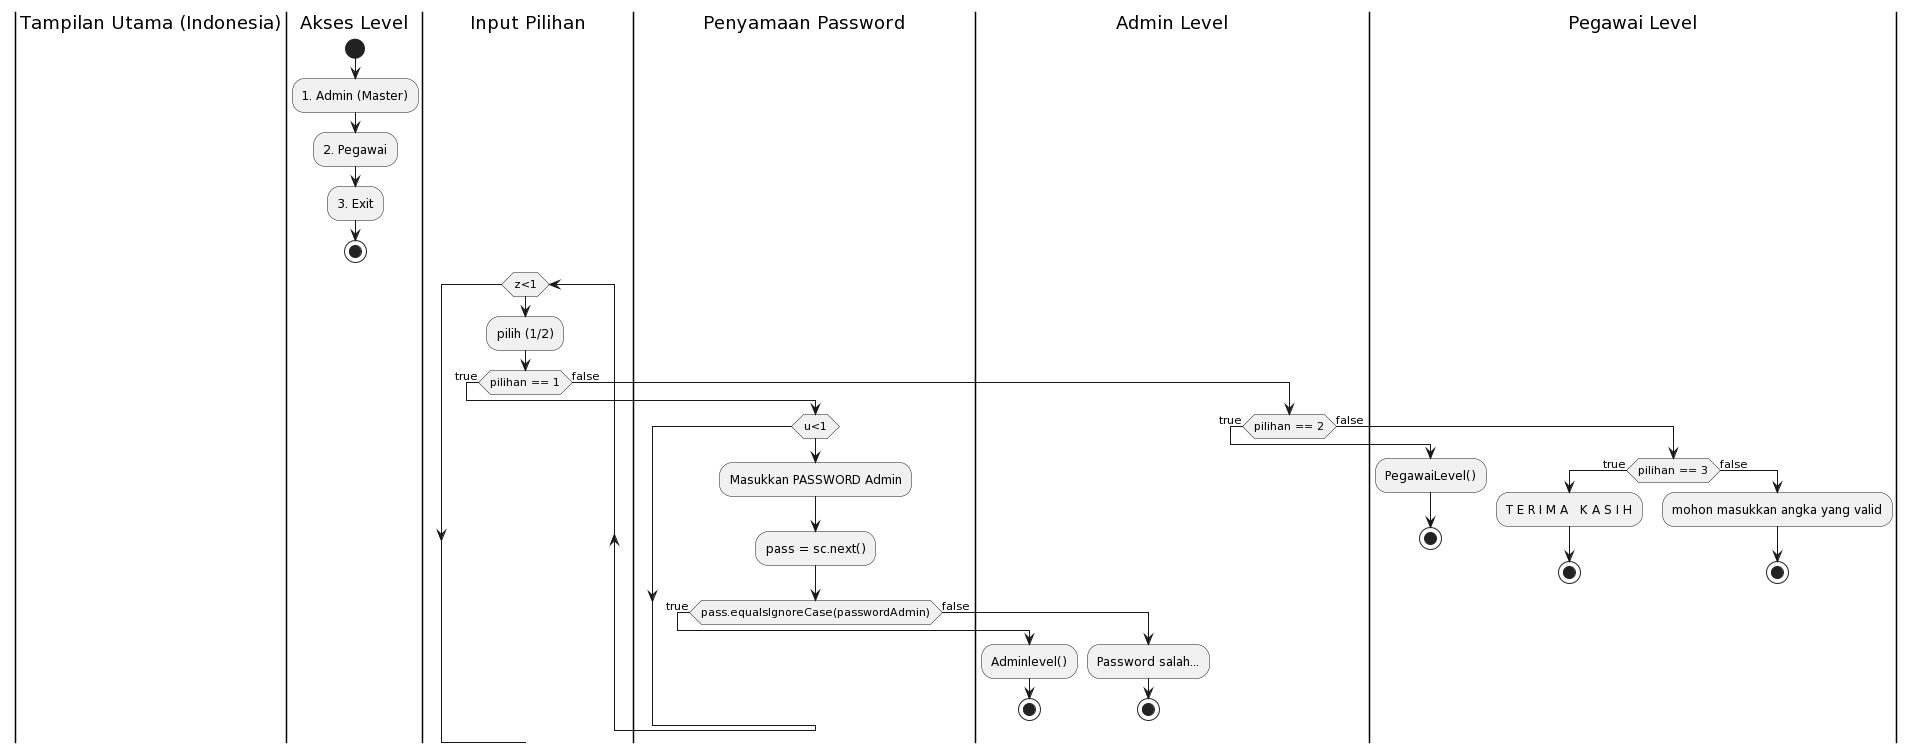 Tampilan Utama (Indonesia)
Akses Level
Input Pilihan
Penyamaan Password
Admin Level
Pegawai Level
1. Admin (Master)
2. Pegawai
3. Exit
z<1
pilih (1/2)
true
pilihan == 1
false
u<1
true
pilihan == 2
false
Masukkan PASSWORD Admin
PegawaiLevel()
true
pilihan == 3
false
T E R I M A   K A S I H
mohon masukkan angka yang valid
pass = sc.next()
true
pass.equalsIgnoreCase(passwordAdmin)
false
Adminlevel()
Password salah...